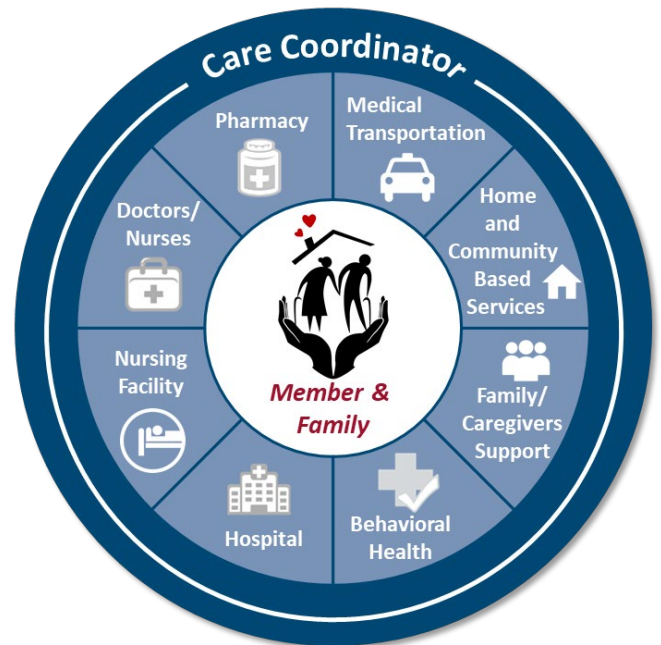 Care Coordinator
Pharmacy
Medical
Transportation
Home
and
Community
Based
Services
Family/
Caregivers
Support
Behavioral
Health
Hospital
Nursing
Facility
Doctors/
Nurses
Member &
Family